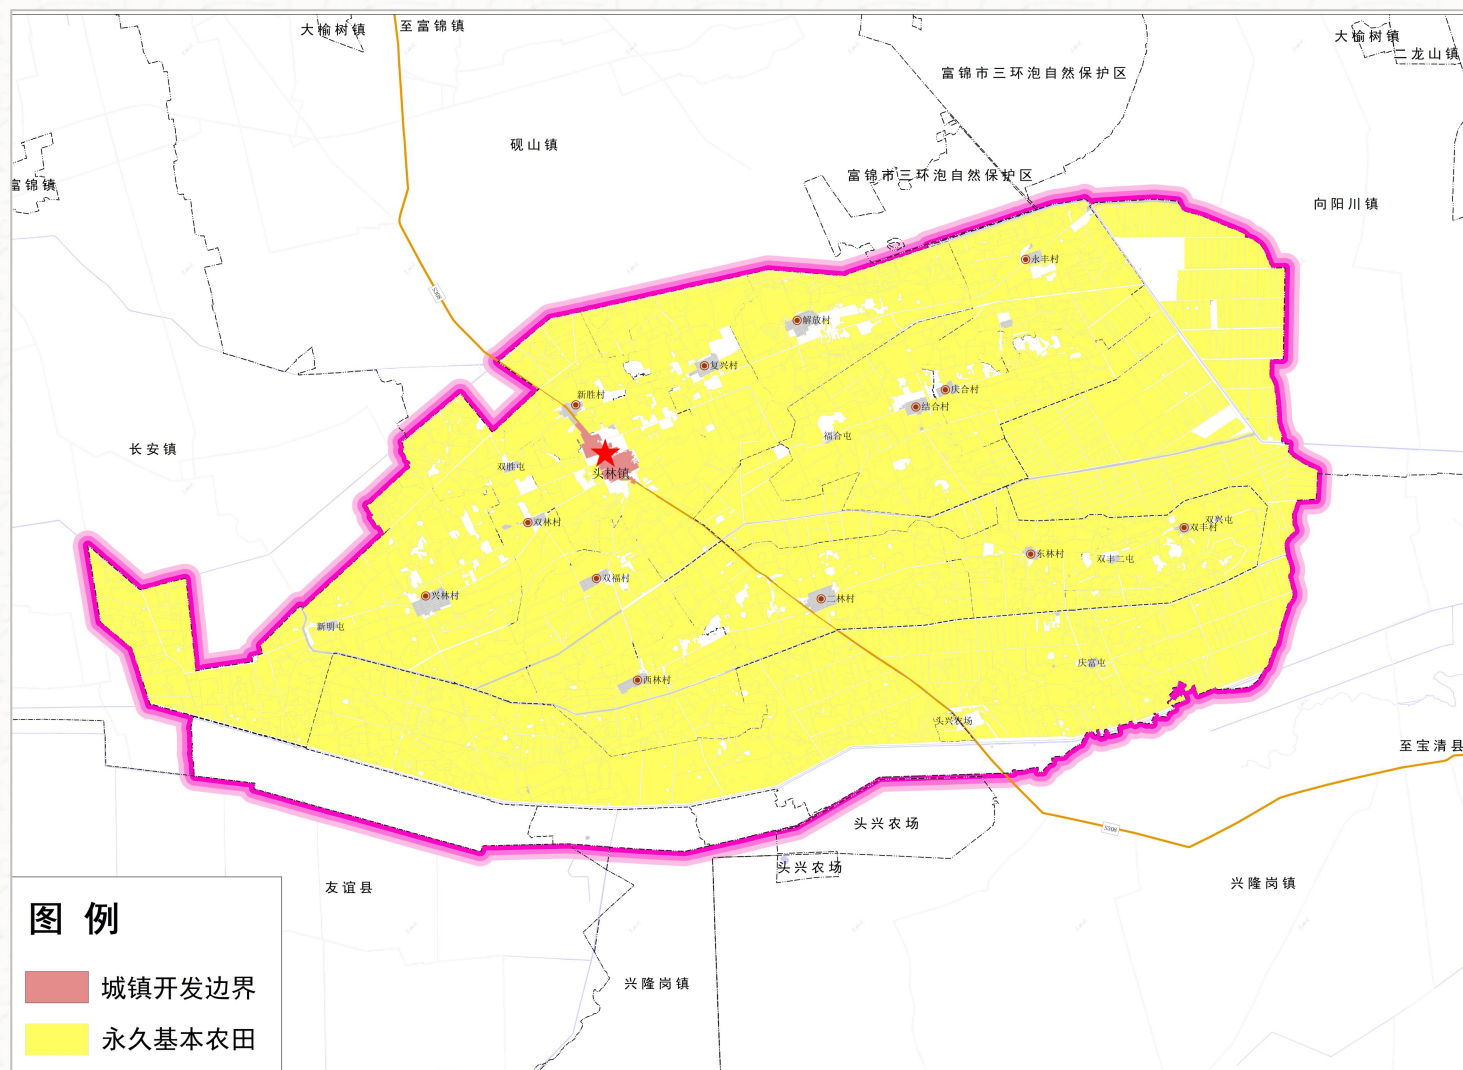 大榆树镇
至富锦镇
大榆树镇
二龙山镇
富锦市三环泡自然保护区
砚山镇
富锦市三环泡自然保护区
富锦镇
向阳川镇
永丰村
S308
解放村
复兴村
庆合村
新胜村
结合村
福合屯
长安镇
双胜屯
头林镇
双林村
双兴屯
双丰村
东林村
双丰二屯
双福村
兴林村
二林村
新明屯
庆富屯
西林村
头兴农场
至宝清县
头兴农场
S308
头兴农场
友谊县
兴隆岗镇
兴隆岗镇
图例
城镇开发边界
永久基本农田